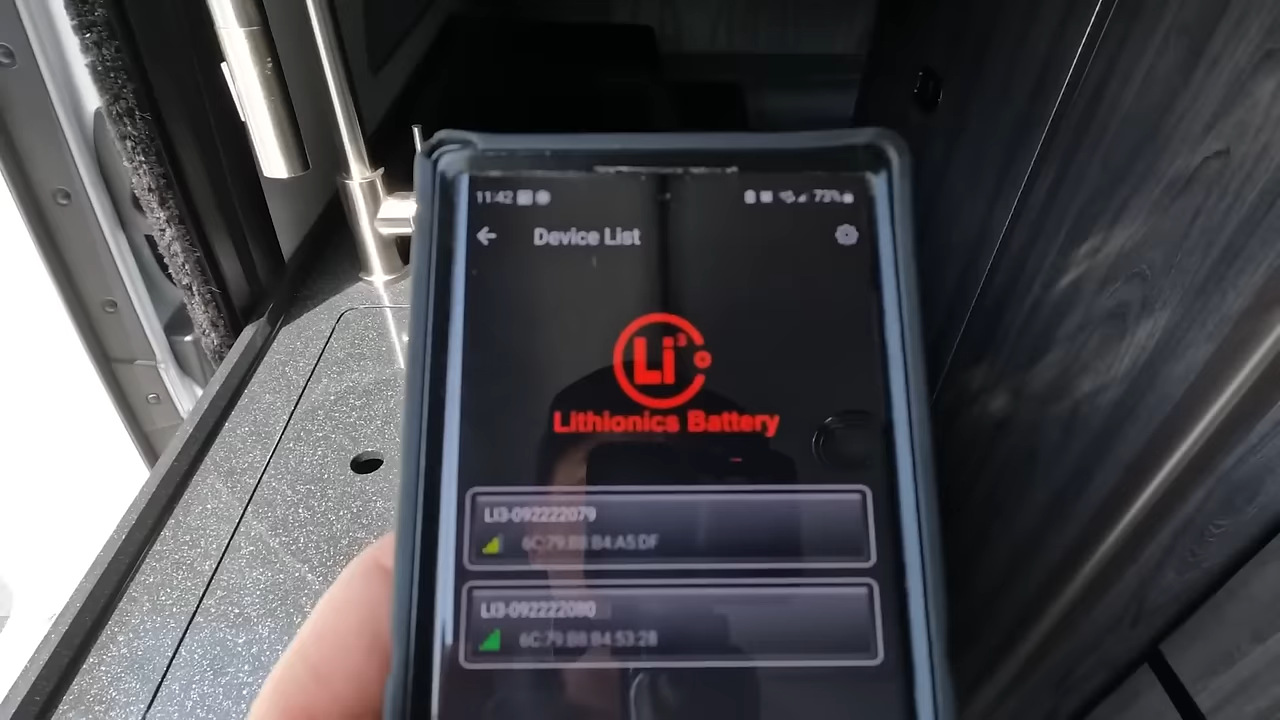 11:42 73%
Device List
Li3
Lithionics Battery
LI3-092222079
6C:79:B8:B4:A5:DF
LI3-092222080
6C:79:B8:B4:53:28